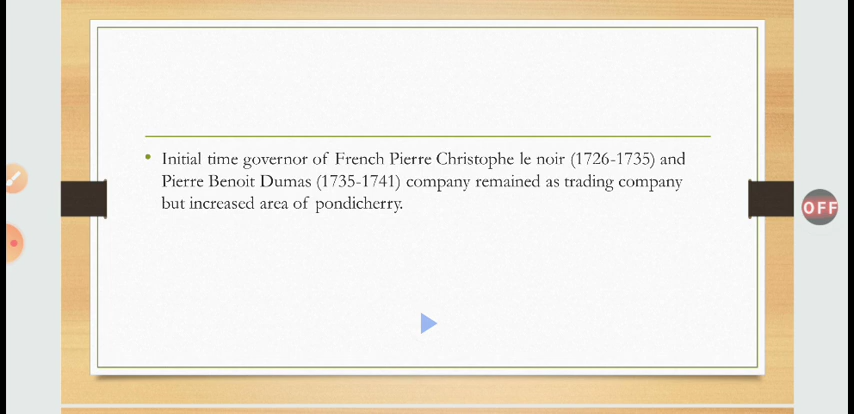 • Initial time governor of French Pierre Christophe le noir (1726-1735) and
Pierre Benoit Dumas (1735-1741) company remained as trading company
but increased area of pondicherry.
OFF